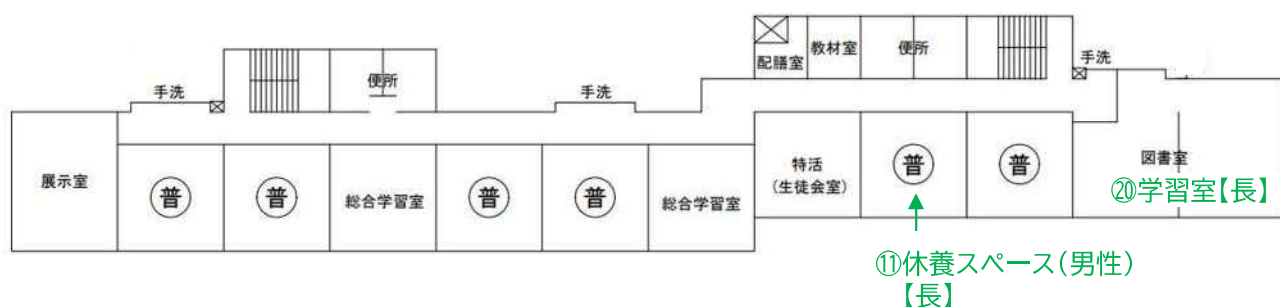 配膳室
教材室
便所
手洗
便所
手洗
手洗
展示室
普
普
総合学習室
普
普
総合学習室
特活
(生徒会室)
普
普
図書室
⑳学習室【長】
⑪休養スペース(男性)
【長】